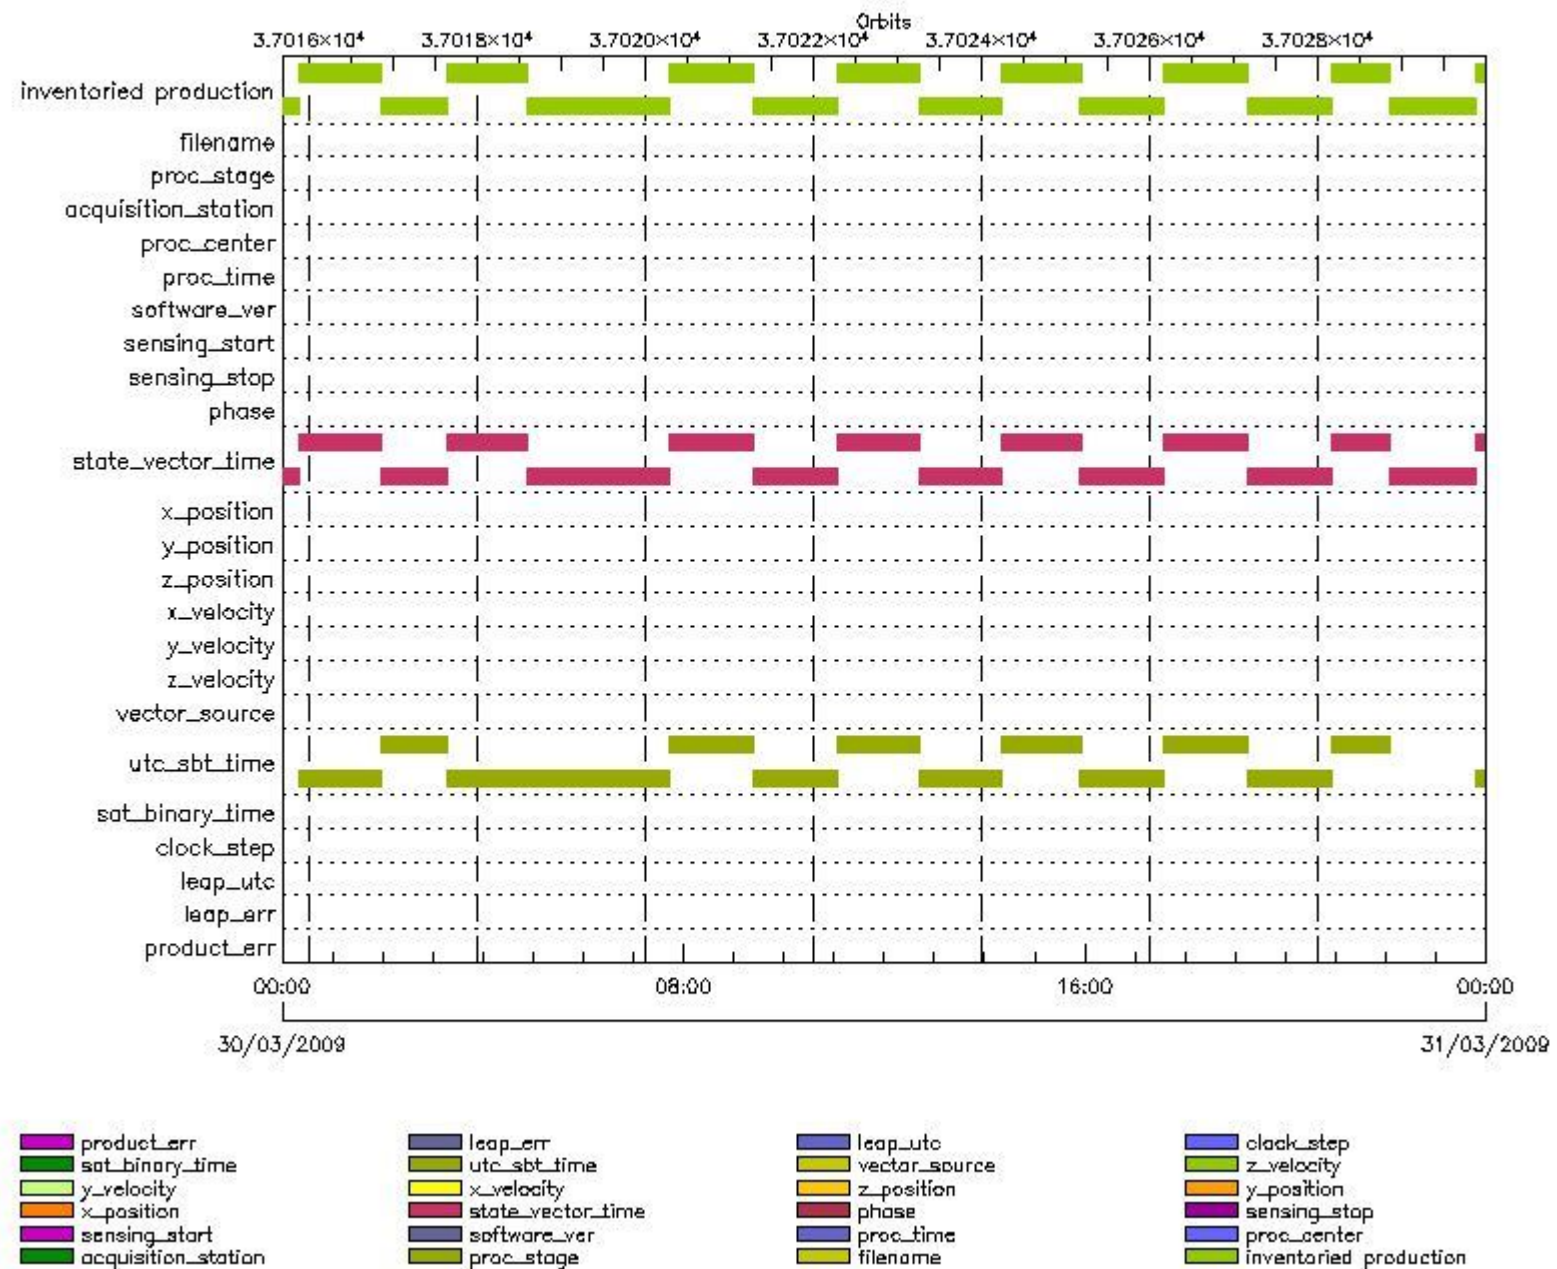 Orbits
3.7016×10⁴ 3.7018×10⁴ 3.7020×10⁴ 3.7022×10⁴ 3.7024×10⁴ 3.7026×10⁴ 3.7028×10⁴
inventoried production
filename
proc_stage
acquisition_station
proc_center
proc_time
software_ver
sensing_start
sensing_stop
phase
state_vector_time
x_position
y_position
z_position
x_velocity
y_velocity
z_velocity
vector_source
utc_sbt_time
sat_binary_time
clock_step
leap_utc
leap_err
product_err
00:00 08:00 16:00 00:00
30/03/2009 31/03/2009
product_err leap_err leap_utc clock_step
sat_binary_time utc_sbt_time vector_source z_velocity
y_velocity x_velocity z_position y_position
x_position state_vector_time phase sensing_stop
sensing_start software_ver proc_time proc_center
acquisition_station proc_stage filename inventoried production